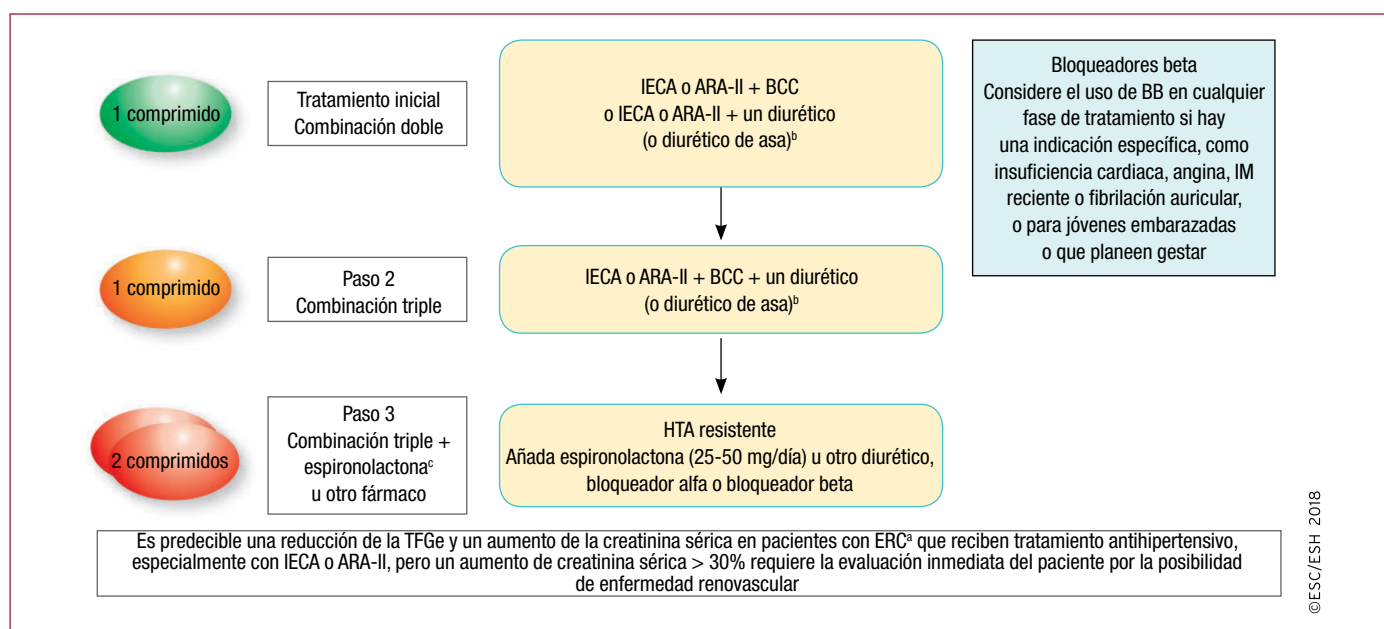 1 comprimido
Tratamiento inicial
Combinación doble
IECA o ARA-II + BCC
o IECA o ARA-II + un diurético
(o diurético de asa)ᵇ
Bloqueadores beta
Considere el uso de BB en cualquier
fase de tratamiento si hay
una indicación específica, como
insuficiencia cardiaca, angina, IM
reciente o fibrilación auricular,
o para jóvenes embarazadas
o que planeen gestar
1 comprimido
Paso 2
Combinación triple
IECA o ARA-II + BCC + un diurético
(o diurético de asa)ᵇ
2 comprimidos
Paso 3
Combinación triple +
espironolactonaᶜ
u otro fármaco
HTA resistente
Añada espironolactona (25-50 mg/día) u otro diurético,
bloqueador alfa o bloqueador beta
Es predecible una reducción de la TFGe y un aumento de la creatinina sérica en pacientes con ERCᵃ que reciben tratamiento antihipertensivo,
especialmente con IECA o ARA-II, pero un aumento de creatinina sérica > 30% requiere la evaluación inmediata del paciente por la posibilidad
de enfermedad renovascular
©ESC/ESH 2018